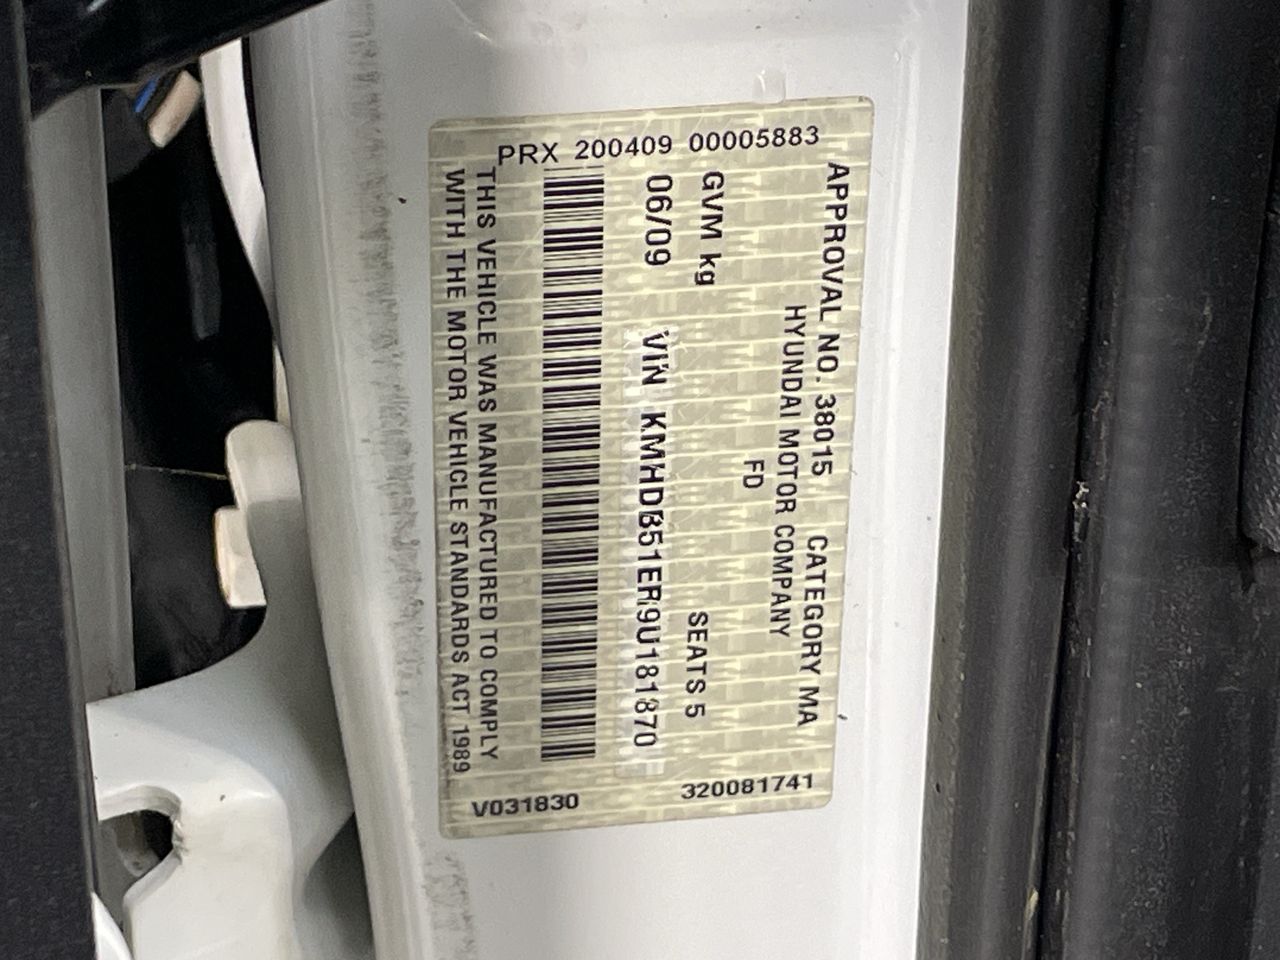 APPROVAL NO. 38015 CATEGORY MA
HYUNDAI MOTOR COMPANY
FD
GVM kg SEATS 5
06/09 VIN KMHDB51ER9U181870
THIS VEHICLE WAS MANUFACTURED TO COMPLY
WITH THE MOTOR VEHICLE STANDARDS ACT 1989
PRX 200409 00005883
V031830 320081741